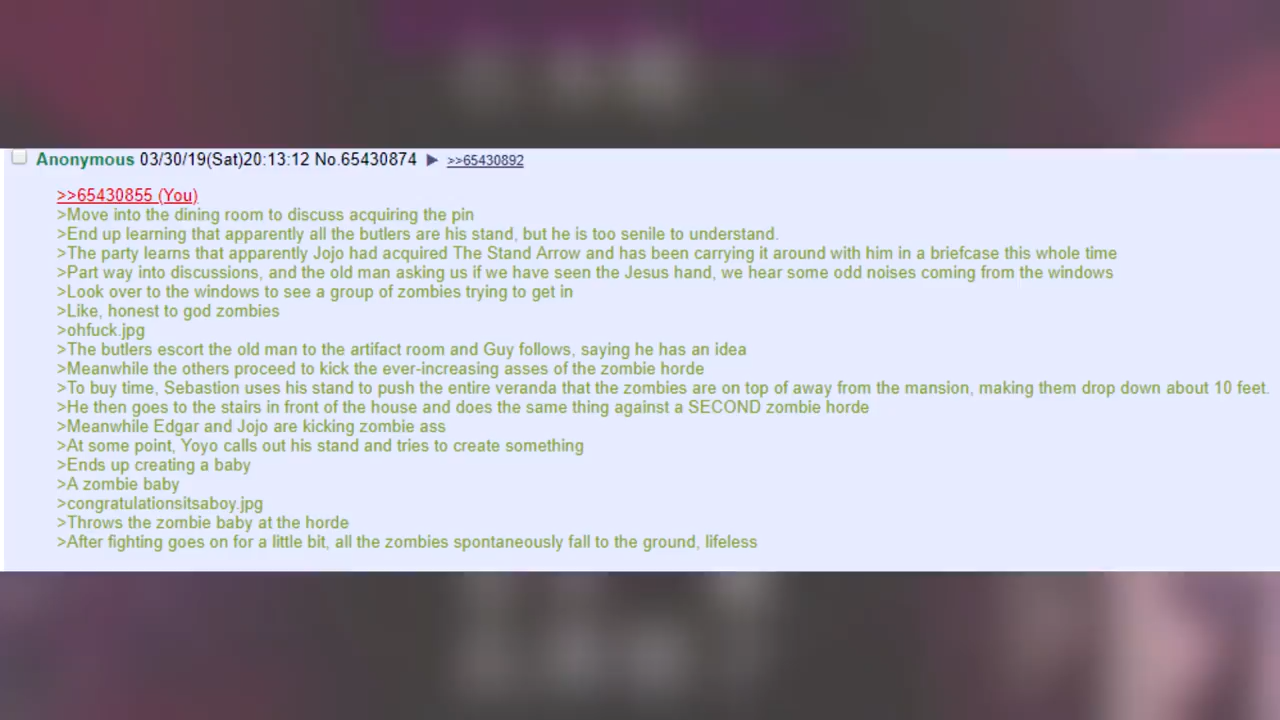 Anonymous 03/30/19(Sat)20:13:12 No.65430874 ▶ >>65430892
>>65430855 (You)
>Move into the dining room to discuss acquiring the pin
>End up learning that apparently all the butlers are his stand, but he is too senile to understand.
>The party learns that apparently Jojo had acquired The Stand Arrow and has been carrying it around with him in a briefcase this whole time
>Part way into discussions, and the old man asking us if we have seen the Jesus hand, we hear some odd noises coming from the windows
>Look over to the windows to see a group of zombies trying to get in
>Like, honest to god zombies
>ohfuck.jpg
>The butlers escort the old man to the artifact room and Guy follows, saying he has an idea
>Meanwhile the others proceed to kick the ever-increasing asses of the zombie horde
>To buy time, Sebastion uses his stand to push the entire veranda that the zombies are on top of away from the mansion, making them drop down about 10 feet.
>He then goes to the stairs in front of the house and does the same thing against a SECOND zombie horde
>Meanwhile Edgar and Jojo are kicking zombie ass
>At some point, Yoyo calls out his stand and tries to create something
>Ends up creating a baby
>A zombie baby
>congratulationsitsaboy.jpg
>Throws the zombie baby at the horde
>After fighting goes on for a little bit, all the zombies spontaneously fall to the ground, lifeless